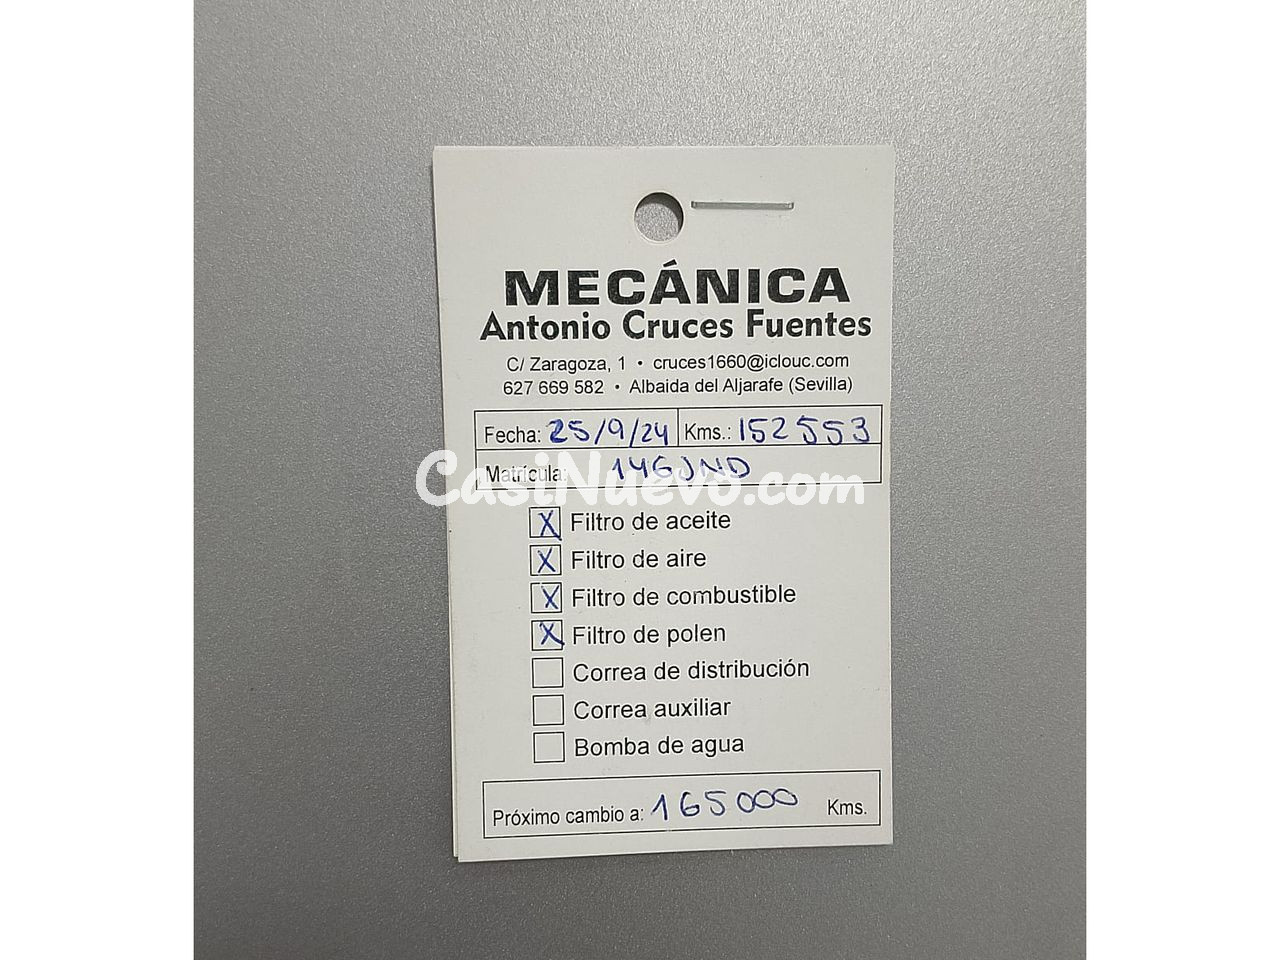 MECÁNICA
Antonio Cruces Fuentes
C/ Zaragoza, 1 • cruces1660@iclouc.com
627 669 582 • Albaida del Aljarafe (Sevilla)
Fecha: 25/9/24 Kms.: 152553
Matrícula:
CasiNuevo.com
X Filtro de aceite
X Filtro de aire
X Filtro de combustible
X Filtro de polen
Correa de distribución
Correa auxiliar
Bomba de agua
Próximo cambio a: 165000 Kms.